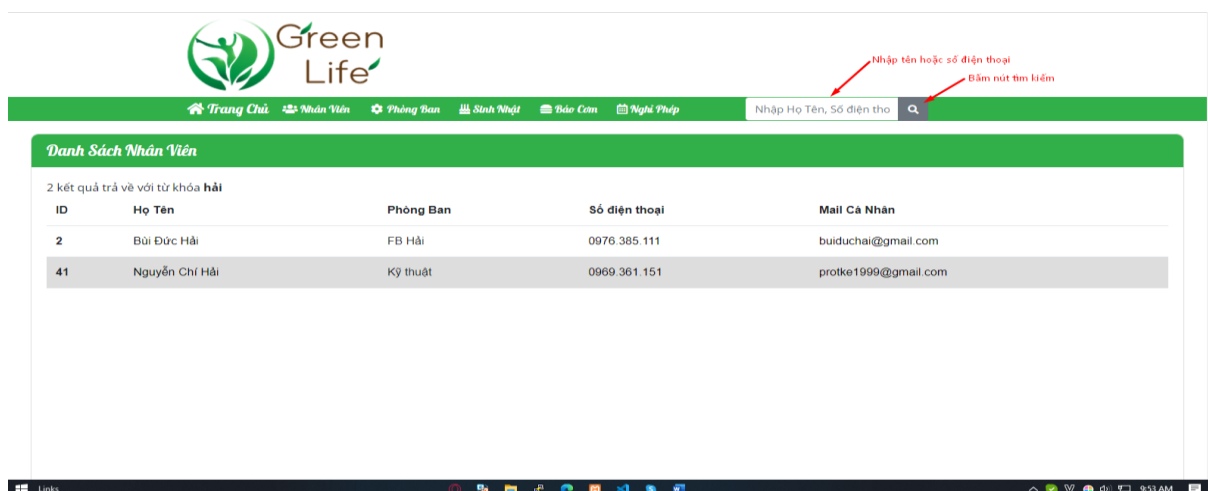 Green
Life
Nhập tên hoặc số điện thoại
Bấm nút tìm kiếm
Trang Chủ Nhân Viên Phòng Ban Sinh Nhật Báo Cơm Nghỉ Phép Nhập Họ Tên, Số điện tho
Danh Sách Nhân Viên
2 kết quả trả về với từ khóa hải
ID Họ Tên Phòng Ban Số điện thoại Mail Cá Nhân
2 Bùi Đức Hải FB Hải 0976.385.111 buiduchai@gmail.com
41 Nguyễn Chí Hải Kỹ thuật 0969.361.151 protke1999@gmail.com
Links 9:53 AM